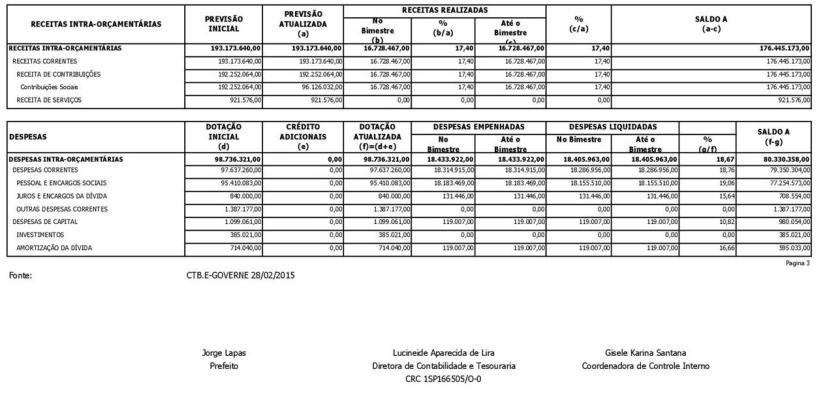 RECEITAS INTRA-ORÇAMENTÁRIAS PREVISÃO INICIAL PREVISÃO ATUALIZADA (a) RECEITAS REALIZADAS No Bimestre (b) % (b/a) Até o Bimestre (c) % (c/a) SALDO A (a-c)
RECEITAS INTRA-ORÇAMENTÁRIAS 193.173.640,00 193.173.640,00 16.728.467,00 17,40 16.728.467,00 17,40 176.445.173,00
RECEITAS CORRENTES 193.173.640,00 193.173.640,00 16.728.467,00 17,40 16.728.467,00 17,40 176.445.173,00
RECEITA DE CONTRIBUIÇÕES 192.252.064,00 192.252.064,00 16.728.467,00 17,40 16.728.467,00 17,40 176.445.173,00
Contribuições Sociais 192.252.064,00 96.126.032,00 16.728.467,00 17,40 16.728.467,00 17,40 176.445.173,00
RECEITA DE SERVIÇOS 921.576,00 921.576,00 0,00 0,00 0,00 0,00 921.576,00
DESPESAS DOTAÇÃO INICIAL (d) CRÉDITO ADICIONAIS (e) DOTAÇÃO ATUALIZADA (f)=(d+e) DESPESAS EMPENHADAS No Bimestre Até o Bimestre DESPESAS LIQUIDADAS No Bimestre Até o Bimestre % (g/f) SALDO A (f-g)
DESPESAS INTRA-ORÇAMENTÁRIAS 98.736.321,00 0,00 98.736.321,00 18.433.922,00 18.433.922,00 18.405.963,00 18.405.963,00 18,67 80.330.358,00
DESPESAS CORRENTES 97.637.260,00 0,00 97.637.260,00 18.314.915,00 18.314.915,00 18.286.956,00 18.286.956,00 18,76 79.350.304,00
PESSOAL E ENCARGOS SOCIAIS 95.410.083,00 0,00 95.410.083,00 18.183.469,00 18.183.469,00 18.155.510,00 18.155.510,00 19,06 77.254.573,00
JUROS E ENCARGOS DA DÍVIDA 840.000,00 0,00 840.000,00 131.446,00 131.446,00 131.446,00 131.446,00 15,64 708.554,00
OUTRAS DESPESAS CORRENTES 1.387.177,00 0,00 1.387.177,00 0,00 0,00 0,00 0,00 0,00 1.387.177,00
DESPESAS DE CAPITAL 1.099.061,00 0,00 1.099.061,00 119.007,00 119.007,00 119.007,00 119.007,00 10,82 980.054,00
INVESTIMENTOS 385.021,00 0,00 385.021,00 0,00 0,00 0,00 0,00 0,00 385.021,00
AMORTIZAÇÃO DA DÍVIDA 714.040,00 0,00 714.040,00 119.007,00 119.007,00 119.007,00 119.007,00 16,66 595.033,00
Pagina 3
Fonte: CTB.E-GOVERNE 28/02/2015
Jorge Lapas Lucineide Aparecida de Lira Gisele Karina Santana
Prefeito Diretora de Contabilidade e Tesouraria Coordenadora de Controle Interno
CRC 1SP166505/O-0